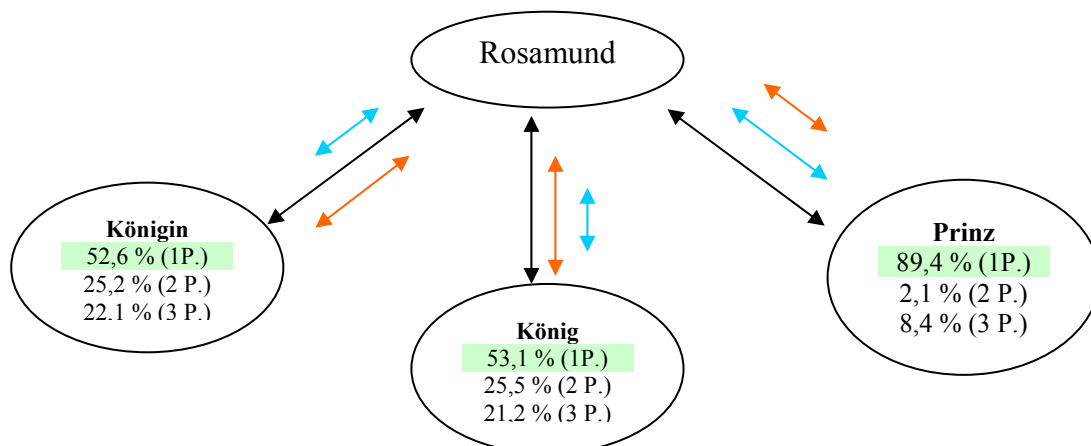 Rosamund
Königin
52,6 % (1P.)
25,2 % (2 P.)
22,1 % (3 P.)
König
53,1 % (1P.)
25,5 % (2 P.)
21,2 % (3 P.)
Prinz
89,4 % (1P.)
2,1 % (2 P.)
8,4 % (3 P.)